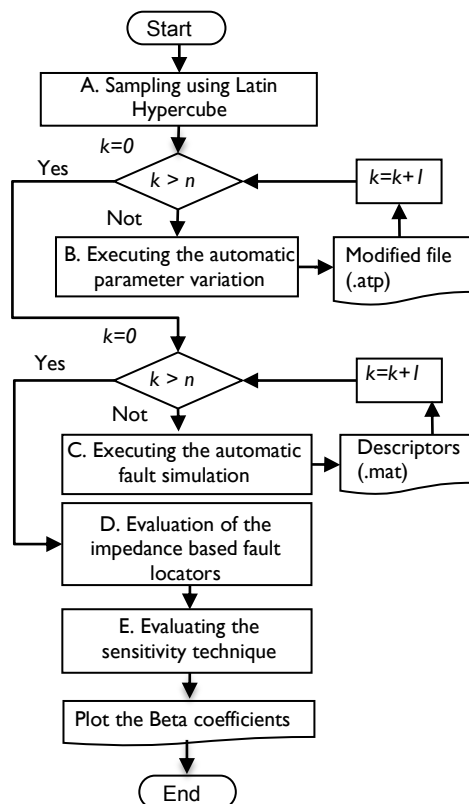 Start
A. Sampling using Latin
Hypercube
k=0
Yes
k > n
k=k+1
Not
B. Executing the automatic
parameter variation
Modified file
(.atp)
k=0
Yes
k > n
k=k+1
Not
C. Executing the automatic
fault simulation
Descriptors
(.mat)
D. Evaluation of the
impedance based fault
locators
E. Evaluating the
sensitivity technique
Plot the Beta coefficients
End